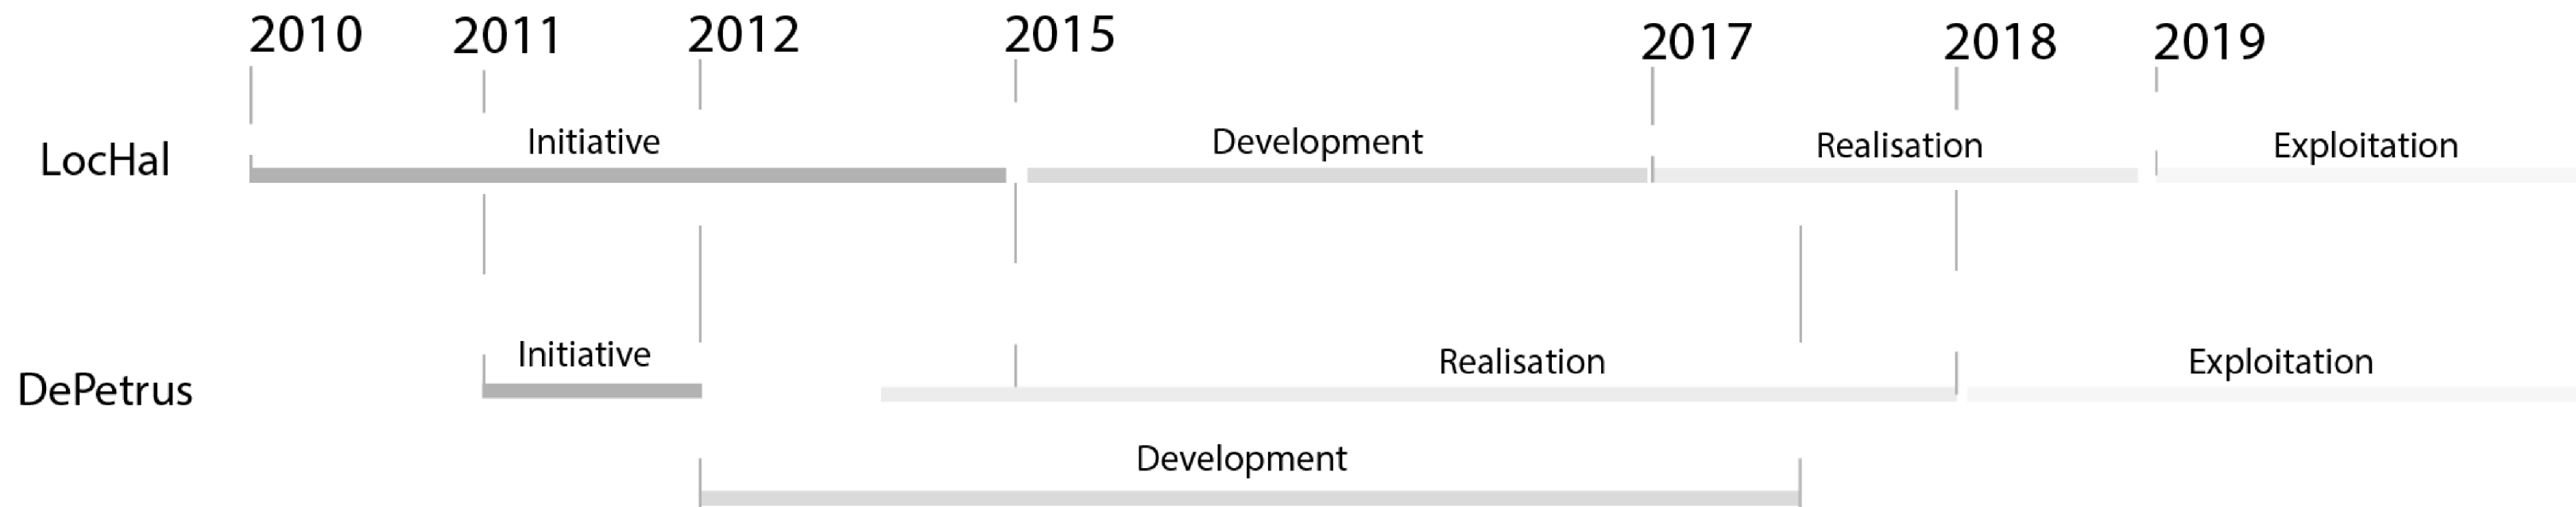 2010 2011 2012 2015 2017 2018 2019
LocHal Initiative Development Realisation Exploitation
DePetrus Initiative Realisation Exploitation
Development